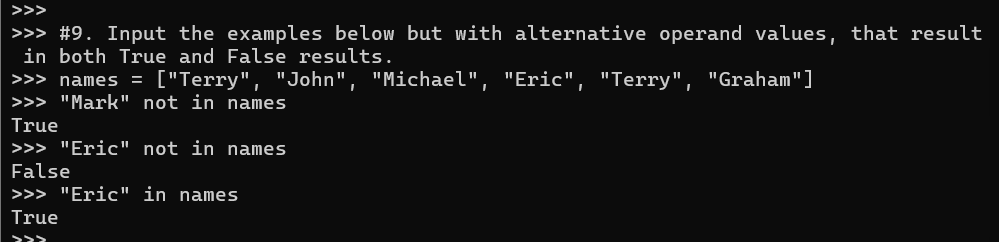 >>>
>>> #9. Input the examples below but with alternative operand values, that result
 in both True and False results.
>>> names = ["Terry", "John", "Michael", "Eric", "Terry", "Graham"]
>>> "Mark" not in names
True
>>> "Eric" not in names
False
>>> "Eric" in names
True
>>>